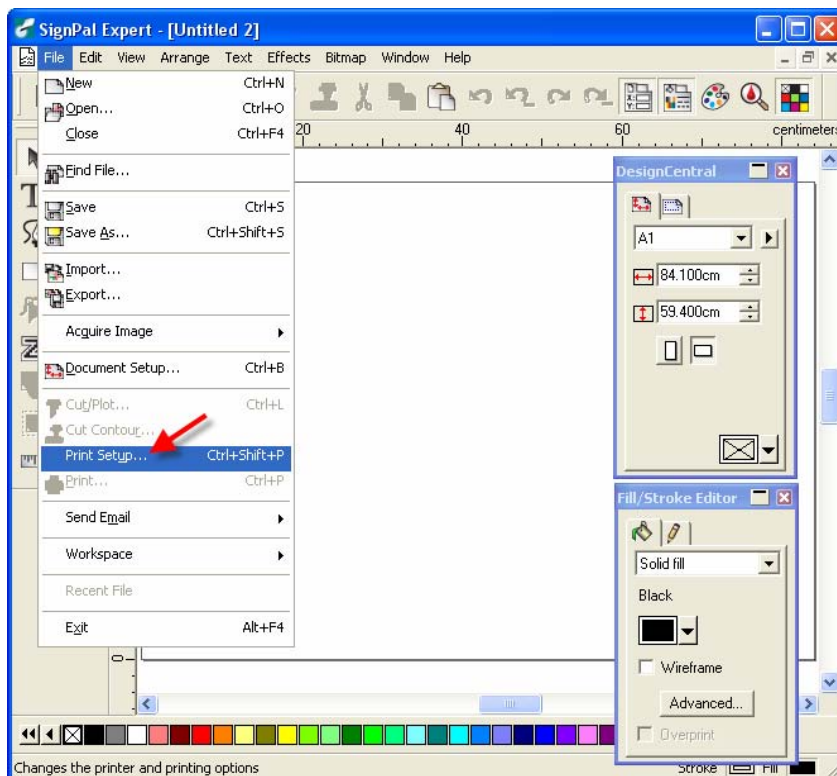 SignPal Expert - [Untitled 2]
File Edit View Arrange Text Effects Bitmap Window Help
New Ctrl+N
Open... Ctrl+O
Close Ctrl+F4
Find File...
Save Ctrl+S
Save As... Ctrl+Shift+S
Import...
Export...
Acquire Image
Document Setup... Ctrl+B
Cut/Plot... Ctrl+L
Cut Contour...
Print Setup... Ctrl+Shift+P
Print... Ctrl+P
Send Email
Workspace
Recent File
Exit Alt+F4
20 40 60 centimeters
DesignCentral
A1
84.100cm
59.400cm
Fill/Stroke Editor
Solid fill
Black
Wireframe
Advanced...
Overprint
0
Changes the printer and printing options
Stroke Fill